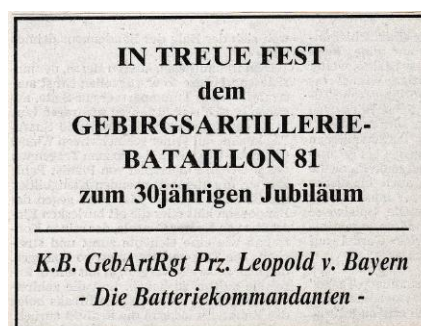 IN TREUE FEST
dem
GEBIRGSARTILLERIE-
BATAILLON 81
zum 30jährigen Jubiläum
K.B. GebArtRgt Prz. Leopold v. Bayern
- Die Batteriekommandanten -